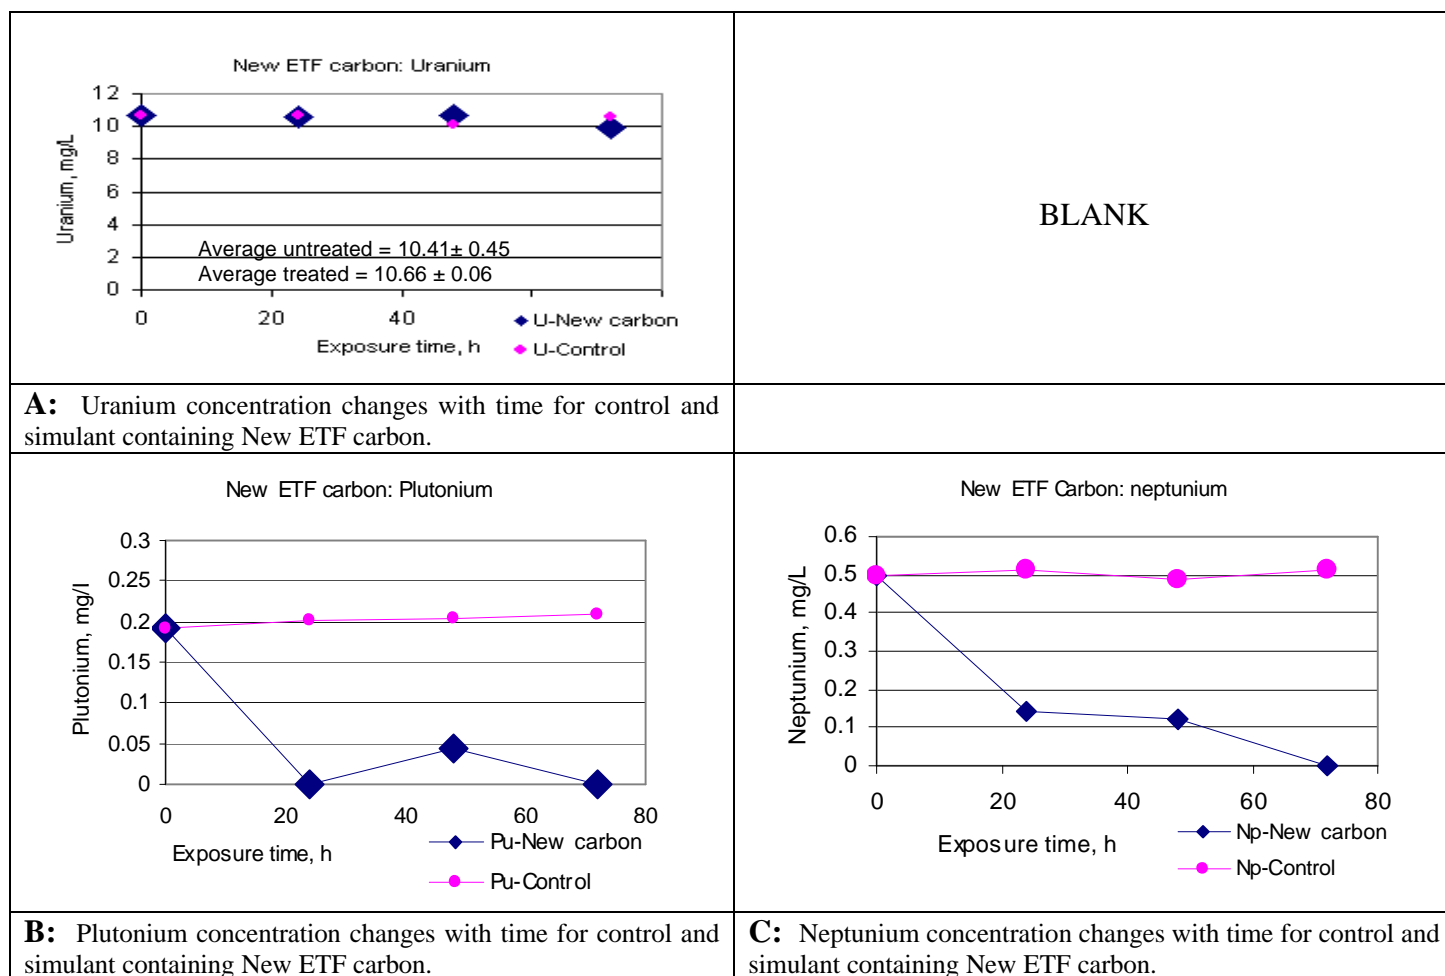 New ETF carbon: Uranium
12
10
8
6
4
2
0
Uranium, mg/L
Average untreated = 10.41± 0.45
Average treated = 10.66 ± 0.06
0
20
40
Exposure time, h
U-New carbon
U-Control
BLANK
A: Uranium concentration changes with time for control and
simulant containing New ETF carbon.
New ETF carbon: Plutonium
0.3
0.25
0.2
0.15
0.1
0.05
0
Plutonium, mg/l
0
20
40
60
80
Exposure time, h
Pu-New carbon
Pu-Control
New ETF Carbon: neptunium
0.6
0.5
0.4
0.3
0.2
0.1
0
Neptunium, mg/L
0
20
40
60
80
Exposure time, h
Np-New carbon
Np-Control
B: Plutonium concentration changes with time for control and
simulant containing New ETF carbon.
C: Neptunium concentration changes with time for control and
simulant containing New ETF carbon.